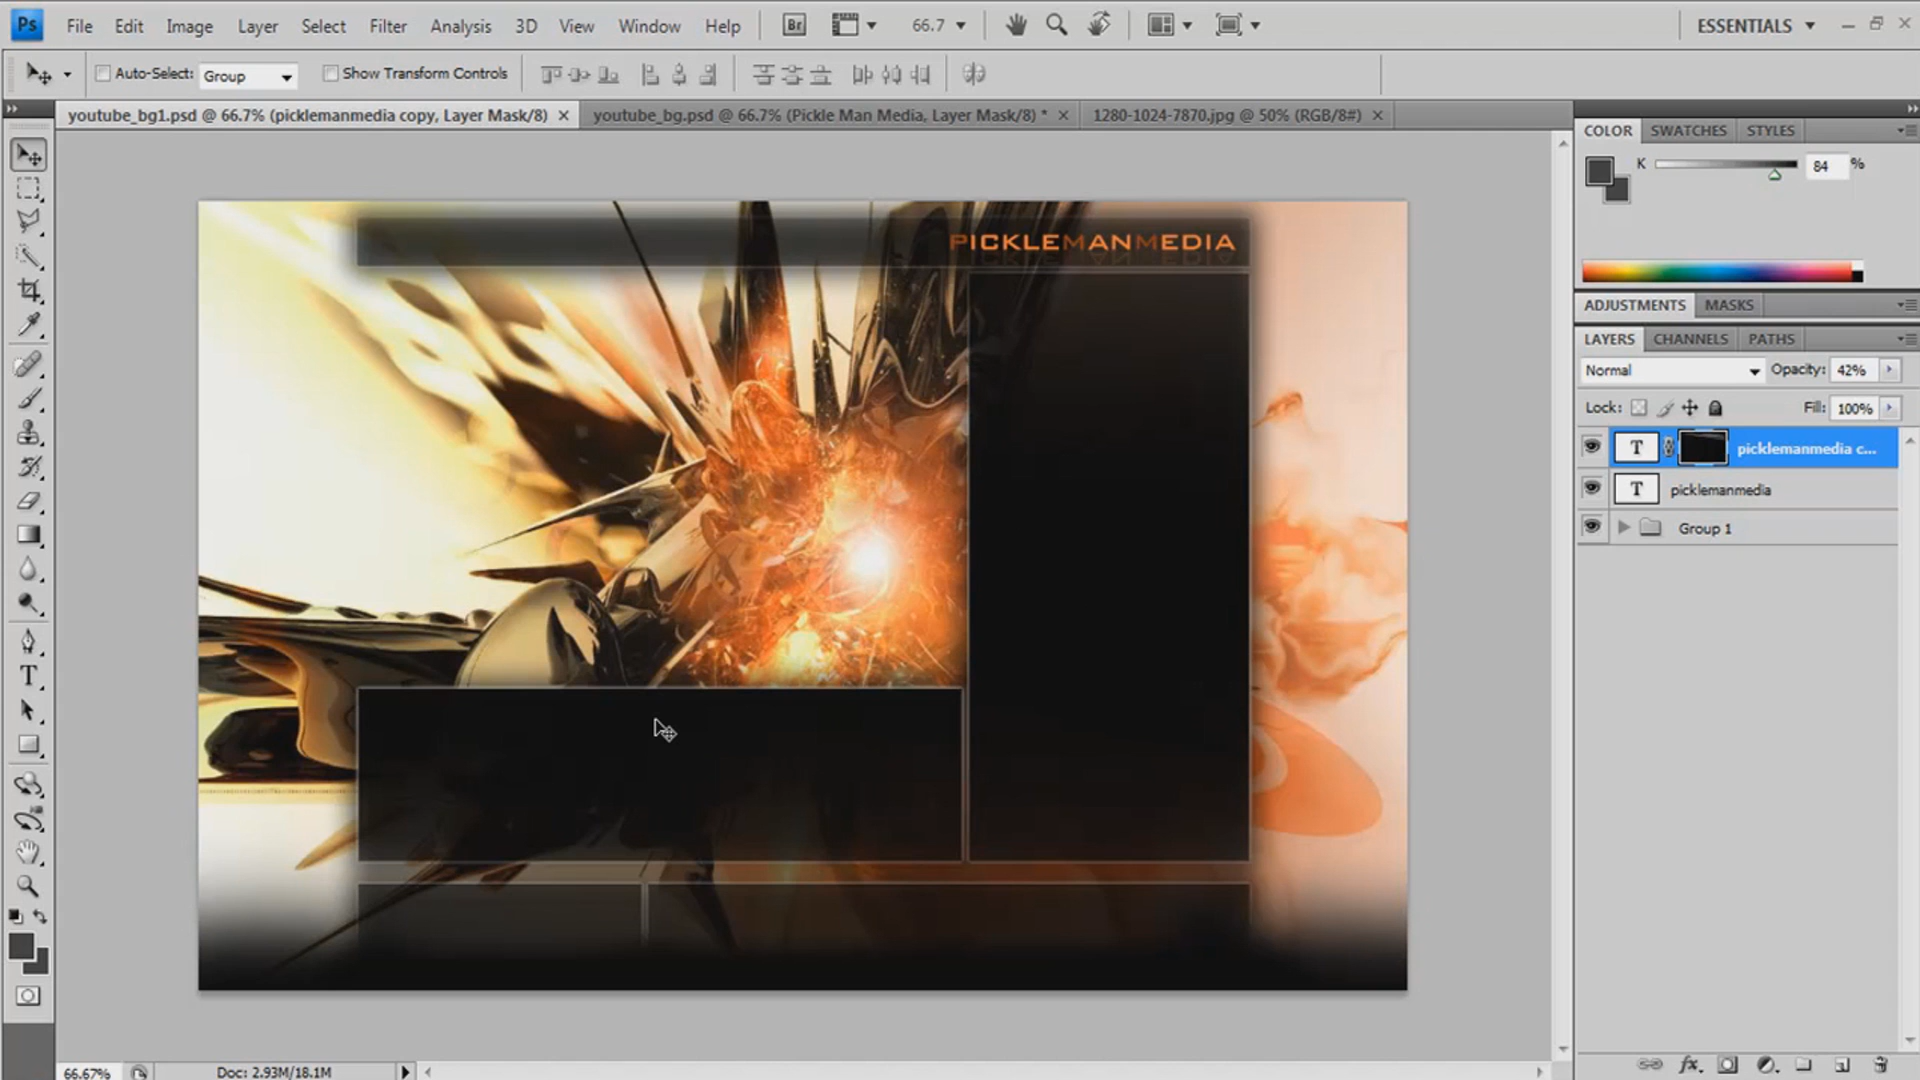 Ps File Edit Image Layer Select Filter Analysis 3D View Window Help Br 66.7 ESSENTIALS
Auto-Select: Group Show Transform Controls
youtube_bg1.psd @ 66.7% (picklemanmedia copy, Layer Mask/8) youtube_bg.psd @ 66.7% (Pickle Man Media, Layer Mask/8) * 1280-1024-7870.jpg @ 50% (RGB/8#)
COLOR SWATCHES STYLES
K 84 %
PICKLEMANMEDIA
ADJUSTMENTS MASKS
LAYERS CHANNELS PATHS
Normal Opacity: 42%
Lock: Fill: 100%
T picklemanmedia c...
T picklemanmedia
Group 1
T
66.67% Doc: 2.93M/18.1M
fx